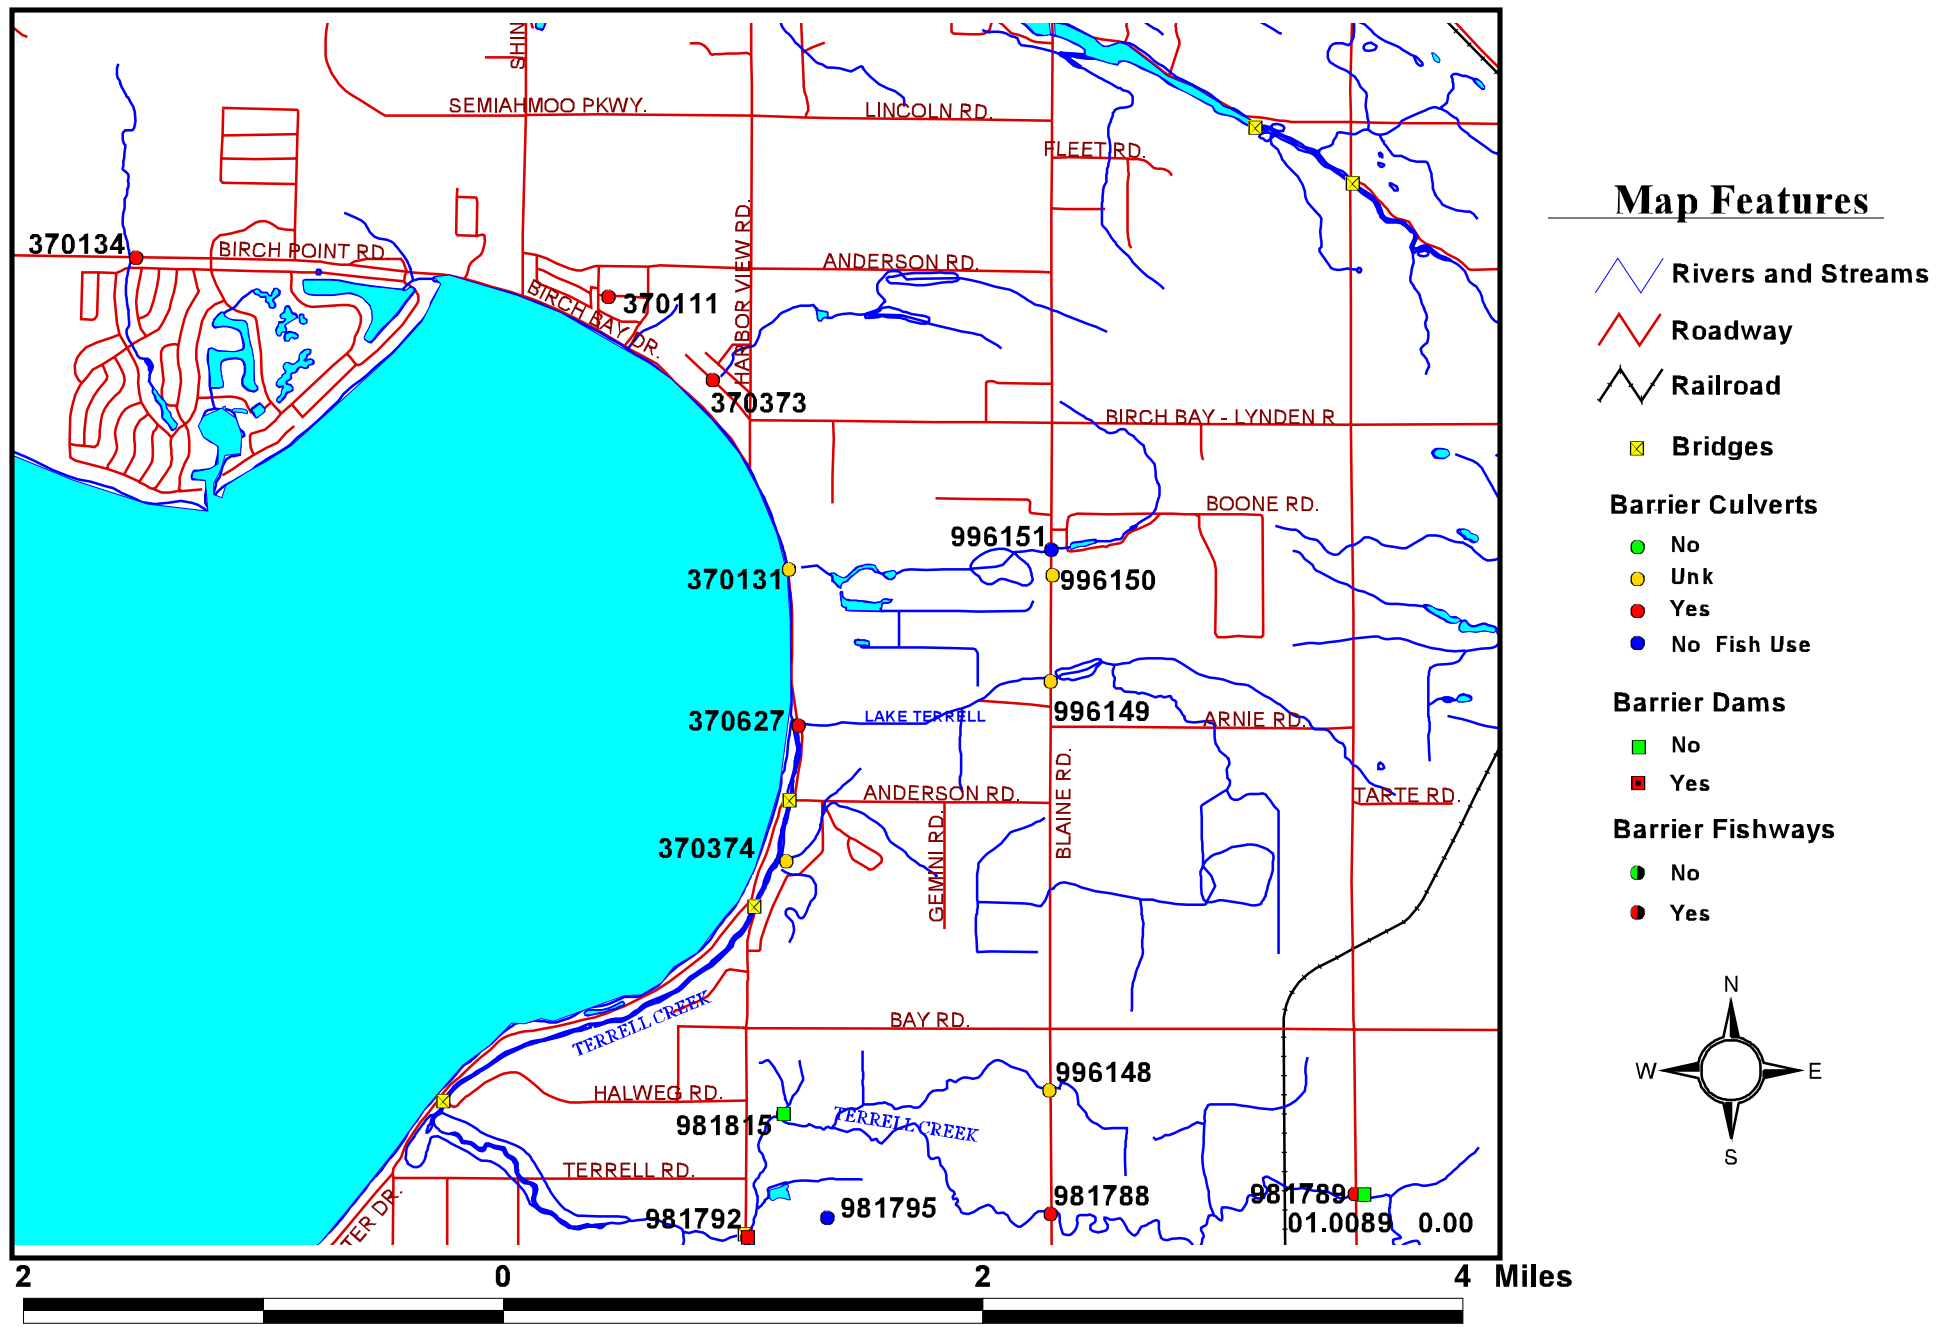 SHIN
SEMIAHMOO PKWY.
LINCOLN RD.
FLEET RD.
Map Features
370134
BIRCH POINT RD.
HARBOR VIEW RD.
ANDERSON RD.
Rivers and Streams
BIRCH BAY DR.
370111
Roadway
Railroad
370373
BIRCH BAY - LYNDEN R
Bridges
BOONE RD.
Barrier Culverts
996151
No
370131
996150
Unk
Yes
No Fish Use
370627
LAKE TERRELL
996149
ARNIE RD.
Barrier Dams
No
BLAINE RD.
ANDERSON RD.
TARTE RD.
Yes
370374
GEMINI RD.
Barrier Fishways
No
Yes
TERRELL CREEK
BAY RD.
N
W
E
S
996148
HALWEG RD.
981815
TERRELL CREEK
TERRELL RD.
981788
981789
981795
981792
TER DR.
01.0089 0.00
2 0 2 4 Miles